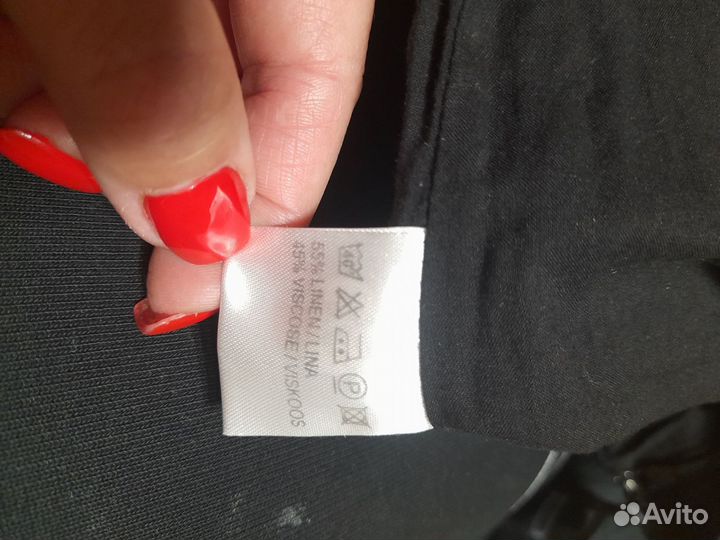 55% LINEN / LINA
45% VISCOSE / VISKOOS
P
Avito